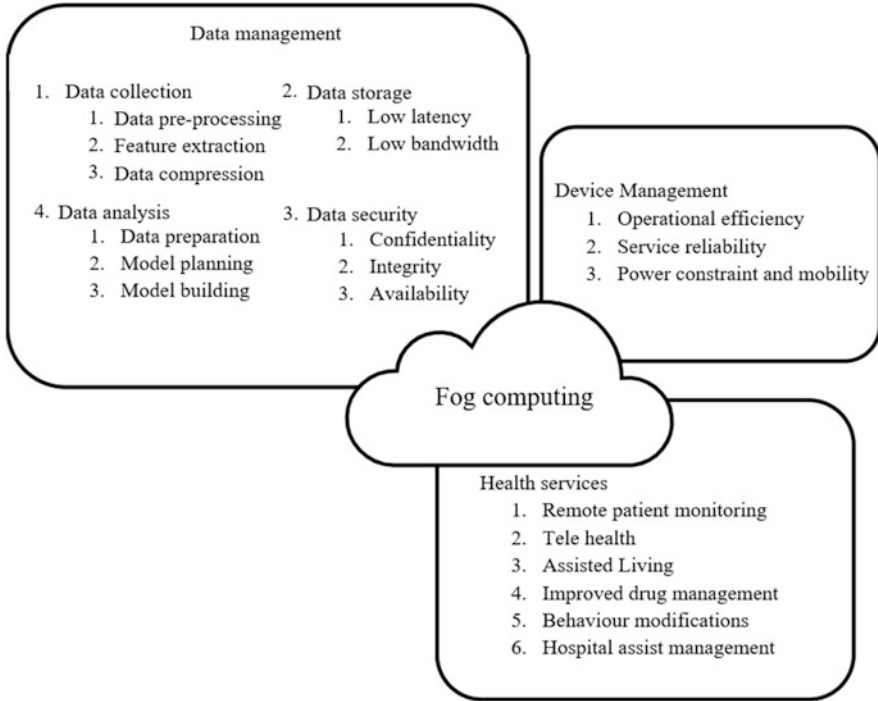 Data management
1. Data collection
1. Data pre-processing
2. Feature extraction
3. Data compression
2. Data storage
1. Low latency
2. Low bandwidth
4. Data analysis
1. Data preparation
2. Model planning
3. Model building
3. Data security
1. Confidentiality
2. Integrity
3. Availability
Device Management
1. Operational efficiency
2. Service reliability
3. Power constraint and mobility
Fog computing
Health services
1. Remote patient monitoring
2. Tele health
3. Assisted Living
4. Improved drug management
5. Behaviour modifications
6. Hospital assist management